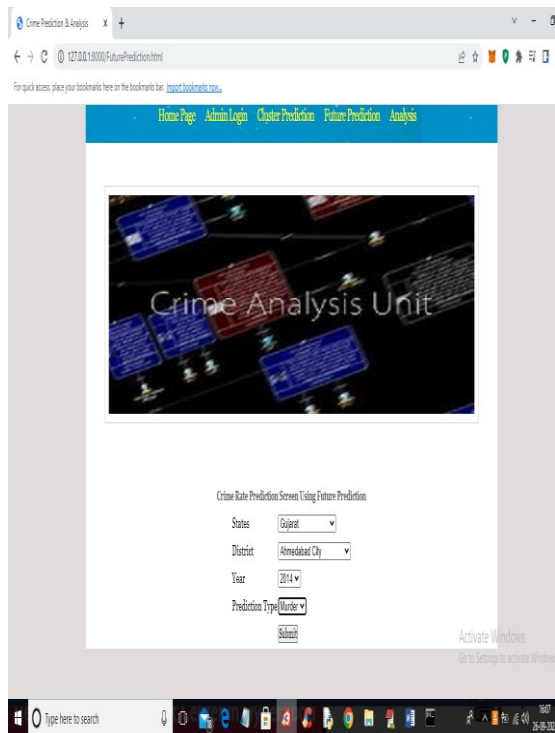 Crime Prediction & Analysis
127.0.0.1:8000/FuturePrediction.html
For quick access, place your bookmarks here on the bookmarks bar. Import bookmarks now...
Home Page Admin Login Cluster Prediction Future Prediction Analysis
Crime Analysis Unit
Crime Rate Prediction Screen Using Future Prediction
States Gujarat
District Ahmedabad City
Year 2014
Prediction Type Murder
Submit
Activate Windows
Go to Settings to activate Window
Type here to search
1607